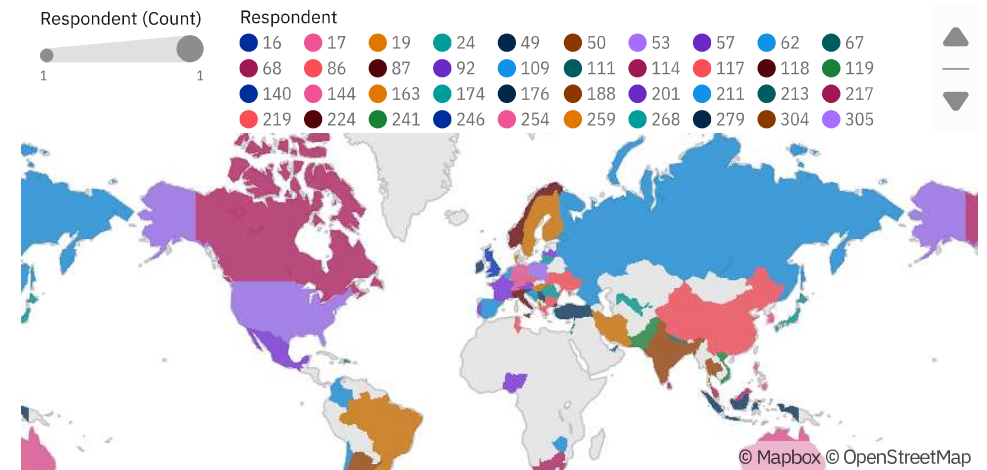 Respondent (Count)
1 1
Respondent
16 17 19 24 49 50 53 57 62 67
68 86 87 92 109 111 114 117 118 119
140 144 163 174 176 188 201 211 213 217
219 224 241 246 254 259 268 279 304 305
© Mapbox © OpenStreetMap